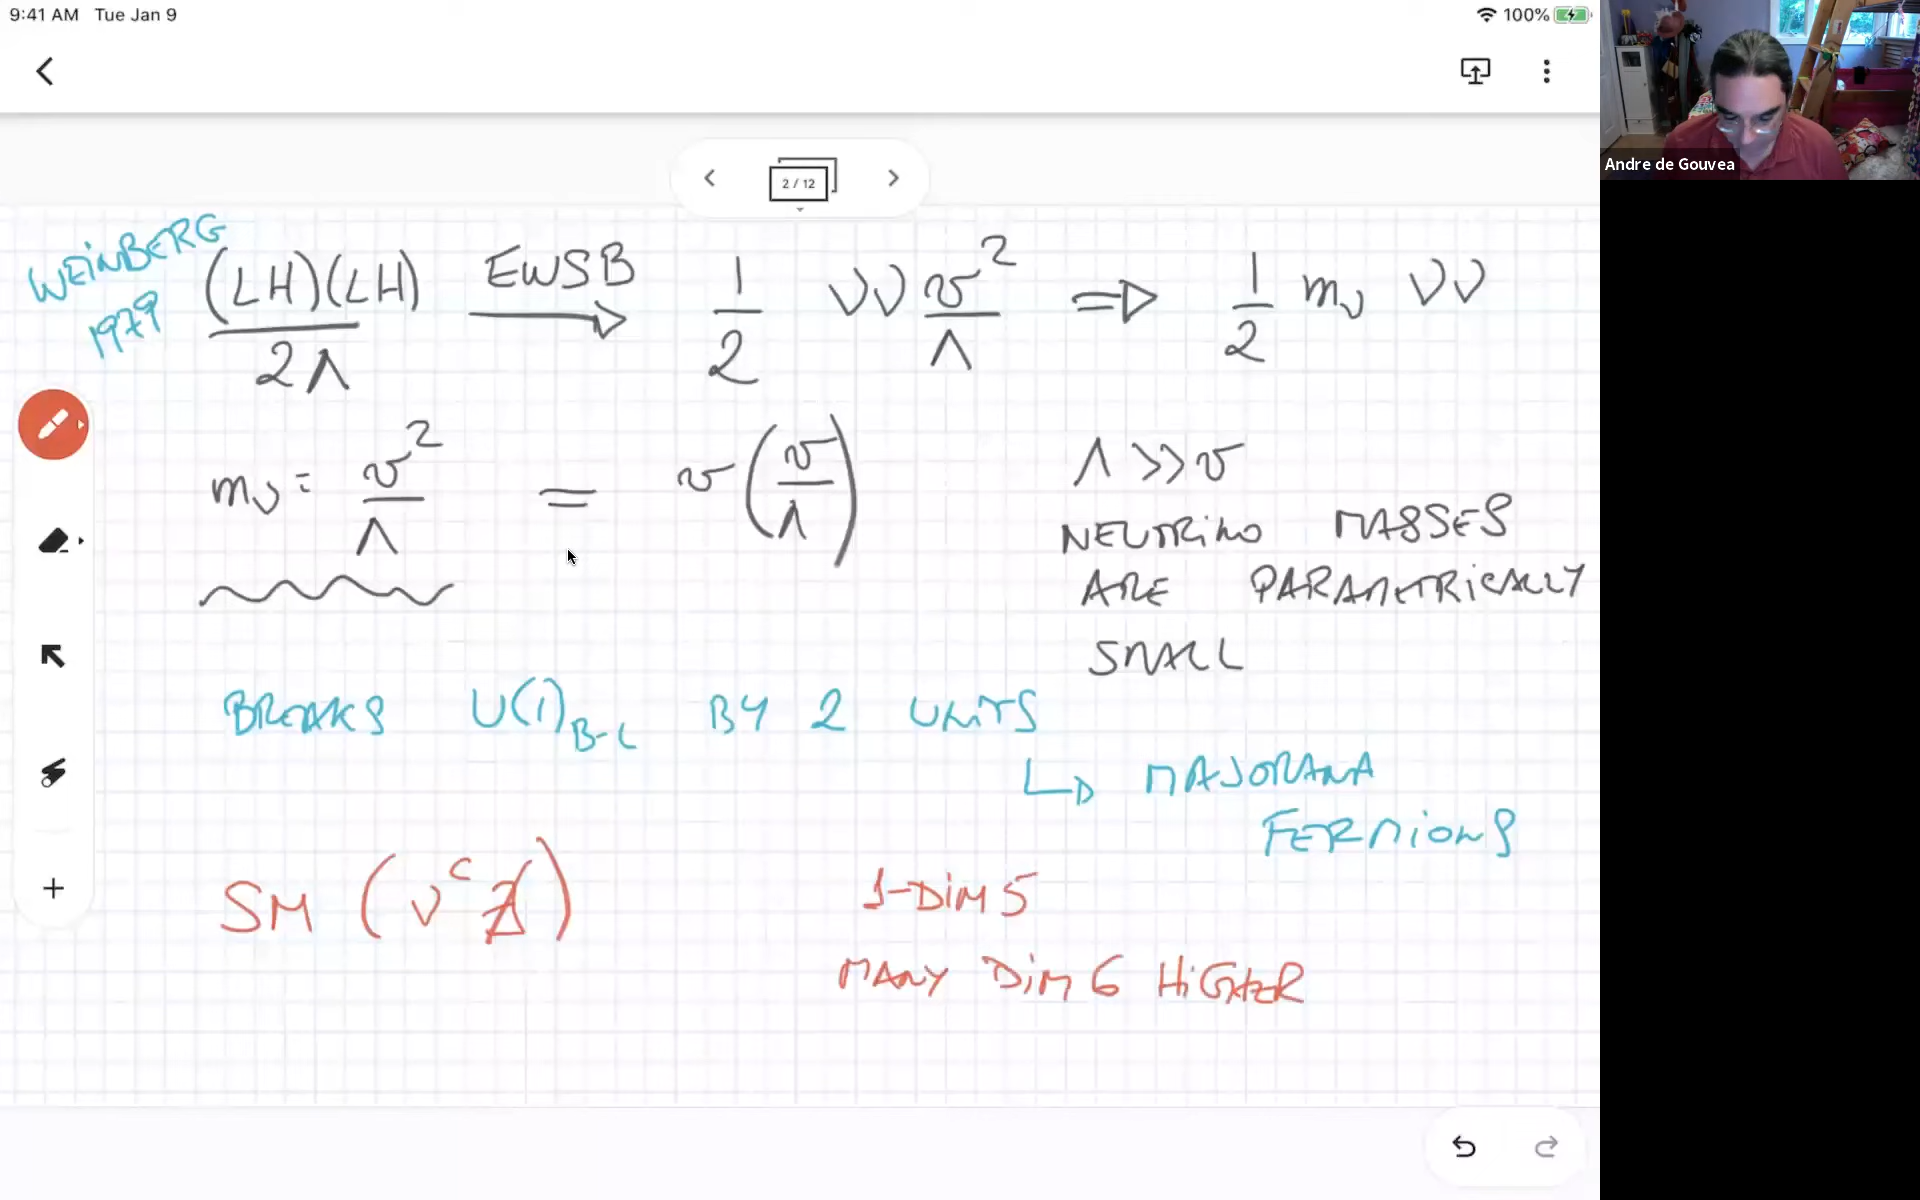 9:41 AM Tue Jan 9
100%
Andre de Gouvea
2 / 12
WEINBERG 1979
(LH)(LH) / 2Λ EWSB → 1/2 νν v² / Λ ⇒ 1/2 mν νν
mν = v² / Λ = v (v / Λ)
Λ >> v
NEUTRINO MASSES
ARE PARAMETRICALLY
SMALL
BREAKS U(1)B-L BY 2 UNITS
↳ MAJORANA
FERMIONS
SM (νᶜ)
1-DIM 5
MANY DIM 6 HIGHER